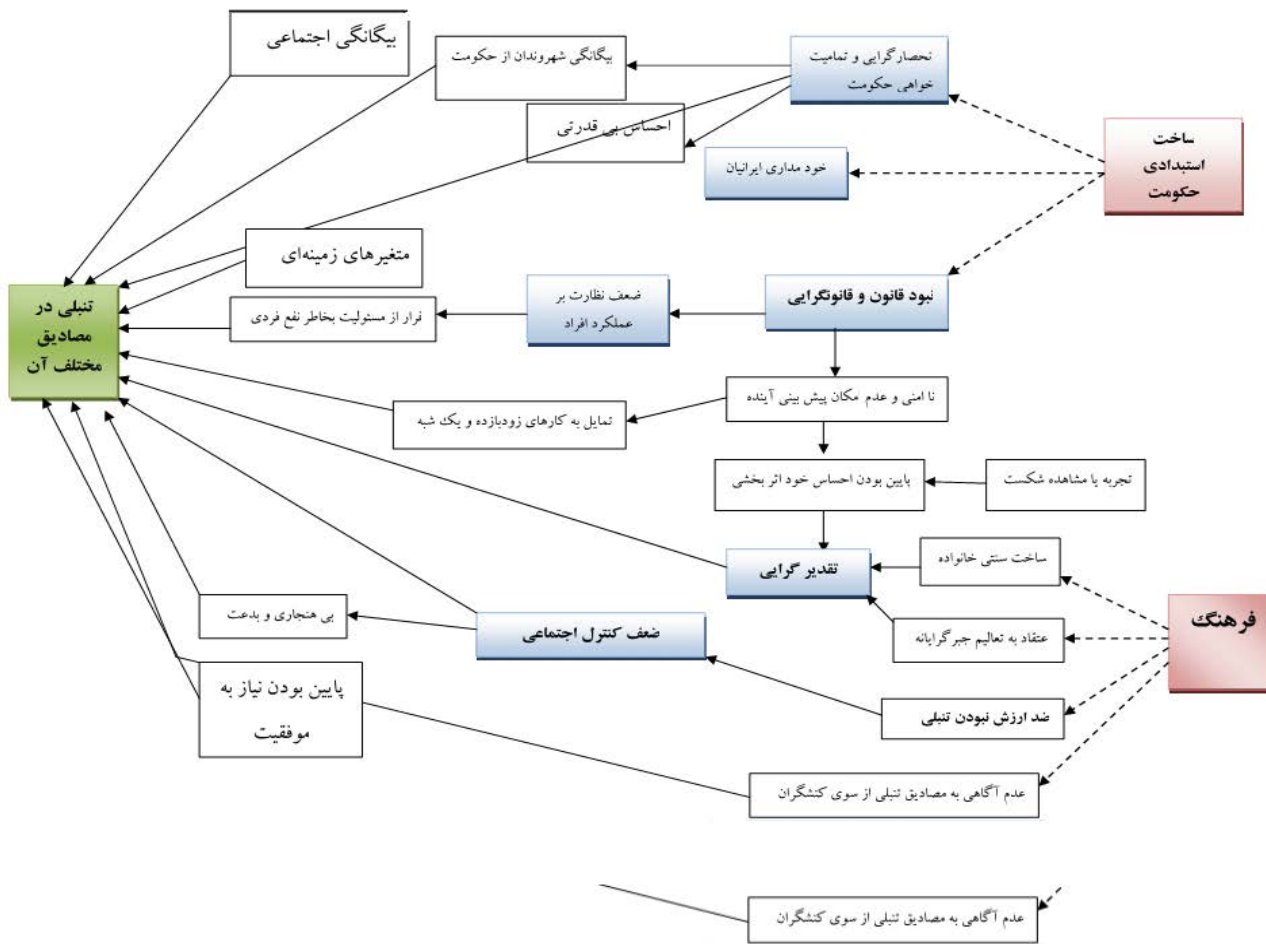 بیگانگی اجتماعی
بیگانگی شهروندان از حکومت
نحصارگرایی و تمامیت
خواهی حکومت
احساس بی قدرتی
ساخت
استبدادی
حکومت
خود مداری ایرانیان
متغیرهای زمینه‌ای
تنبلی در
مصادیق
مختلف آن
فرار از مسئولیت بخاطر نفع فردی
ضعف نظارت بر
عملکرد افراد
نبود قانون و قانونگرایی
نا امنی و عدم مکان پیش بینی آینده
تمایل به کارهای زودبازده و یک شبه
پایین بودن احساس خود اثر بخشی
تجربه یا مشاهده شکست
ساخت سنتی خانواده
تقدیر گرایی
فرهنگ
عتقاد به تعالیم جبرگرایانه
بی هنجاری و بدعت
ضعف کنترل اجتماعی
پایین بودن نیاز به
موفقیت
ضد ارزش نبودن تنبلی
عدم آگاهی به مصادیق تنبلی از سوی کنشگران
عدم آگاهی به مصادیق تنبلی از سوی کنشگران